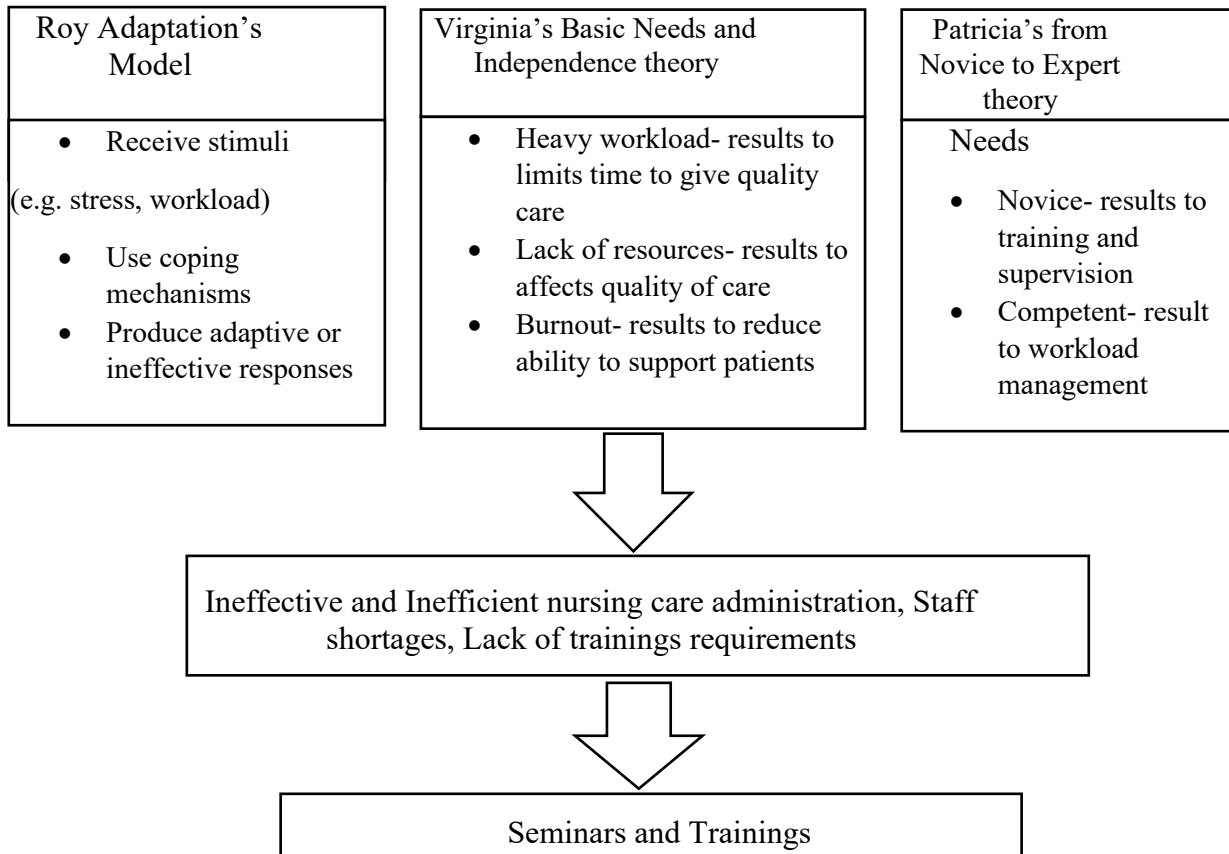 Roy Adaptation's
Model
• Receive stimuli
(e.g. stress, workload)
• Use coping
mechanisms
• Produce adaptive or
ineffective responses
Virginia's Basic Needs and
Independence theory
• Heavy workload- results to
limits time to give quality
care
• Lack of resources- results to
affects quality of care
• Burnout- results to reduce
ability to support patients
Patricia's from
Novice to Expert
theory
Needs
• Novice- results to
training and
supervision
• Competent- result
to workload
management
Ineffective and Inefficient nursing care administration, Staff
shortages, Lack of trainings requirements
Seminars and Trainings